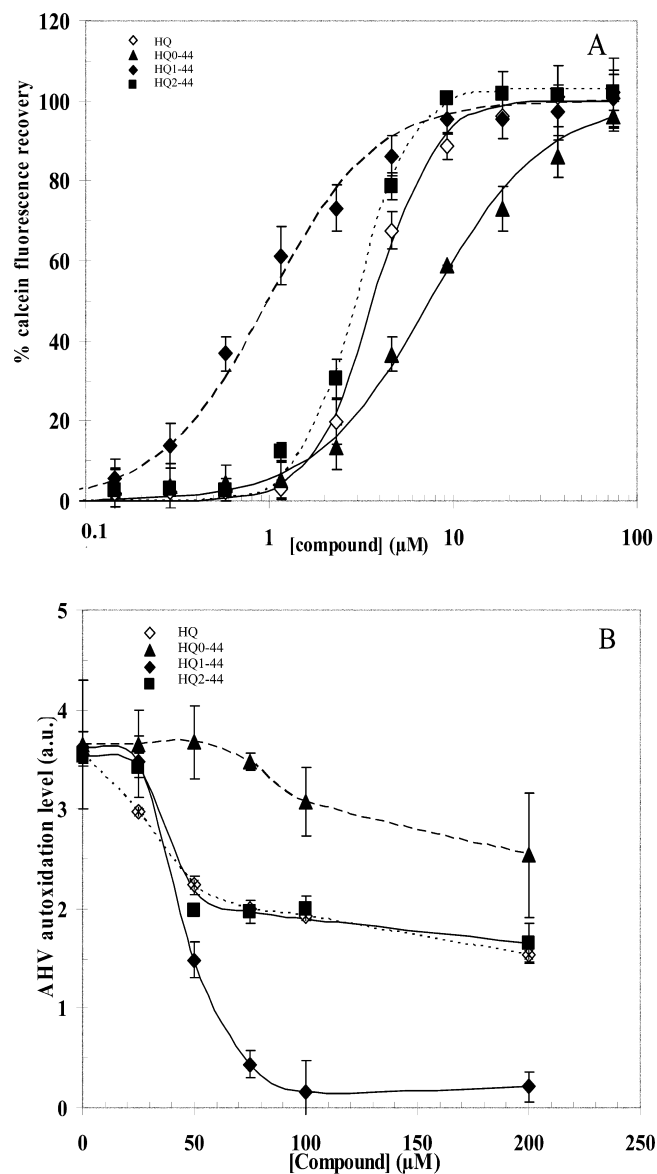 120
100
80
60
40
20
0
% calcein fluorescence recovery
HQ
HQ0-44
HQ1-44
HQ2-44
A
0.1
1
10
100
[compound] (µM)
5
4
3
2
1
0
AHV autoxidation level (a.u.)
HQ
HQ0-44
HQ1-44
HQ2-44
B
0
50
100
150
200
250
[Compound] (µM)